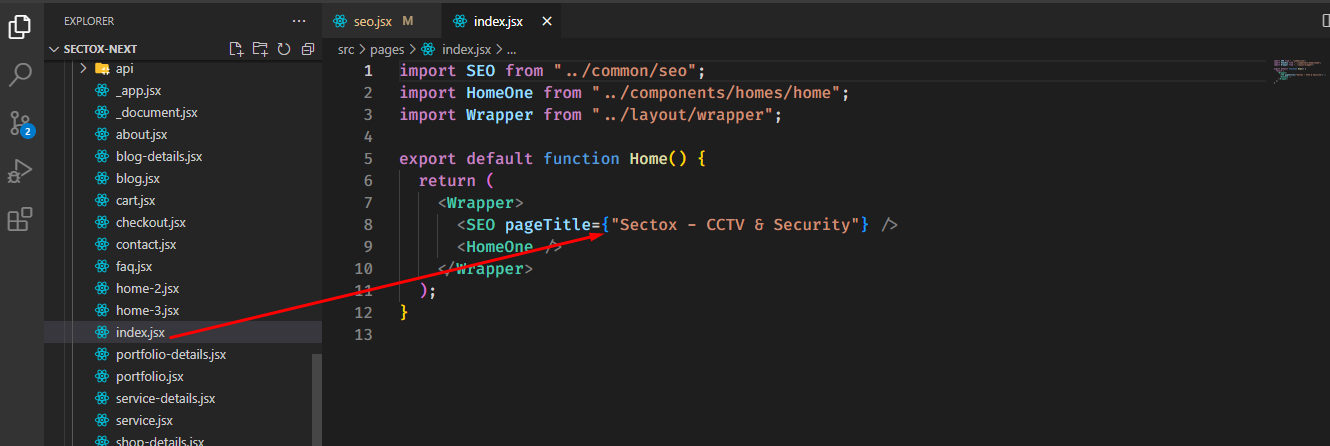 EXPLORER
SECTOX-NEXT
api
_app.jsx
_document.jsx
about.jsx
blog-details.jsx
blog.jsx
cart.jsx
checkout.jsx
contact.jsx
faq.jsx
home-2.jsx
home-3.jsx
index.jsx
portfolio-details.jsx
portfolio.jsx
service-details.jsx
service.jsx
shop-details.jsx
2
seo.jsx M
index.jsx
src > pages > index.jsx > ...
1 import SEO from "../common/seo";
2 import HomeOne from "../components/homes/home";
3 import Wrapper from "../layout/wrapper";
4
5 export default function Home() {
6 return (
7 <Wrapper>
8 <SEO pageTitle={"Sectox - CCTV & Security"} />
9 <HomeOne />
10 </Wrapper>
11 );
12 }
13